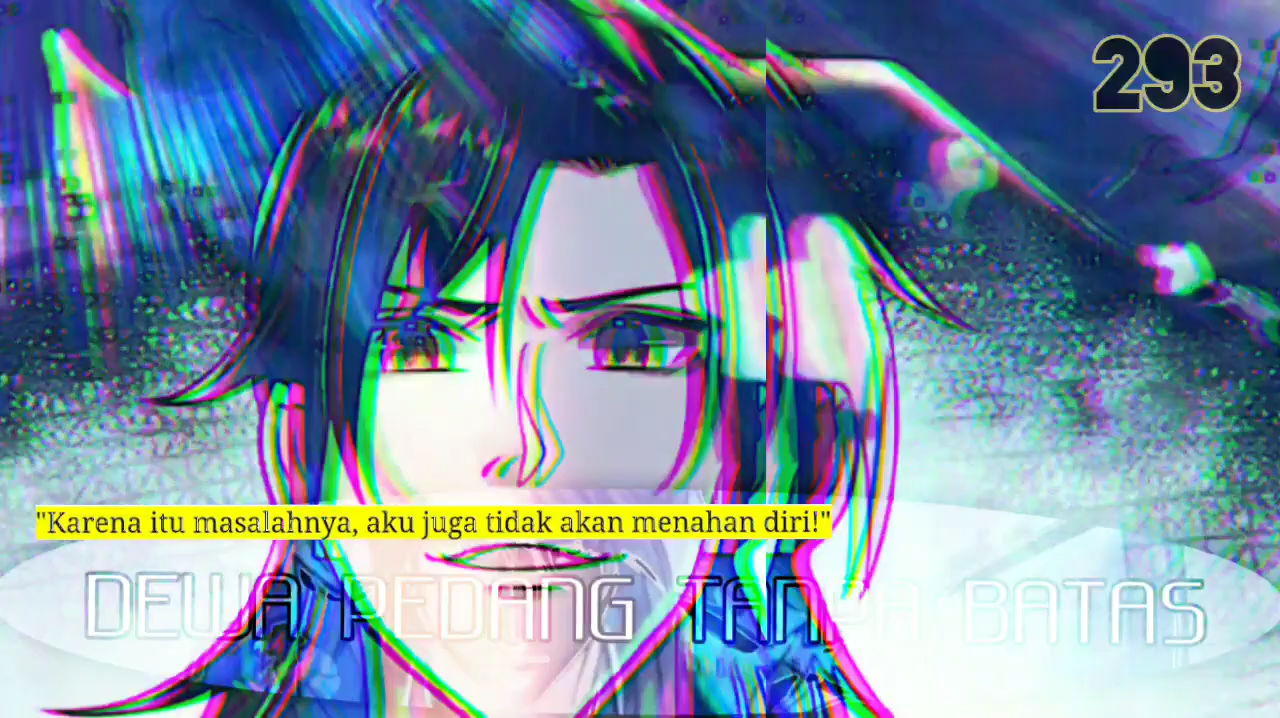 293
"Karena itu masalahnya, aku juga tidak akan menahan diri!"
DEWA PEDANG TANPA BATAS